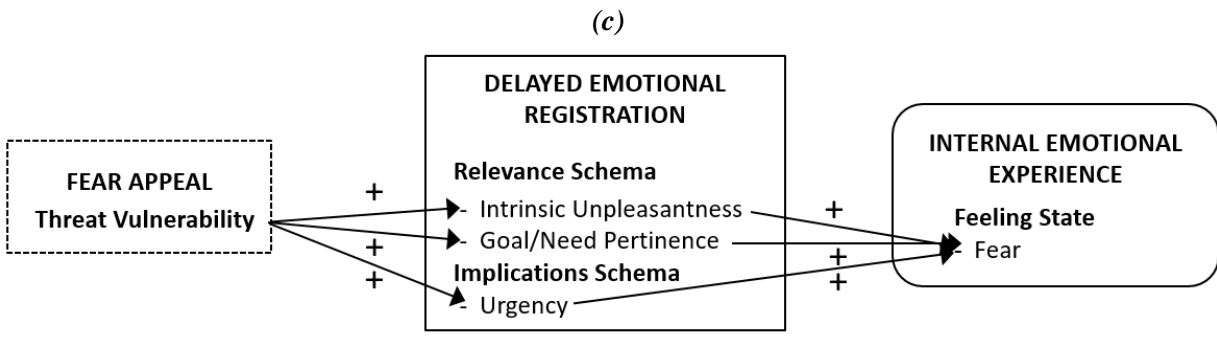 (c)
FEAR APPEAL
Threat Vulnerability
+
+
+
DELAYED EMOTIONAL
REGISTRATION
Relevance Schema
- Intrinsic Unpleasantness
- Goal/Need Pertinence
Implications Schema
- Urgency
+
+
+
INTERNAL EMOTIONAL
EXPERIENCE
Feeling State
- Fear